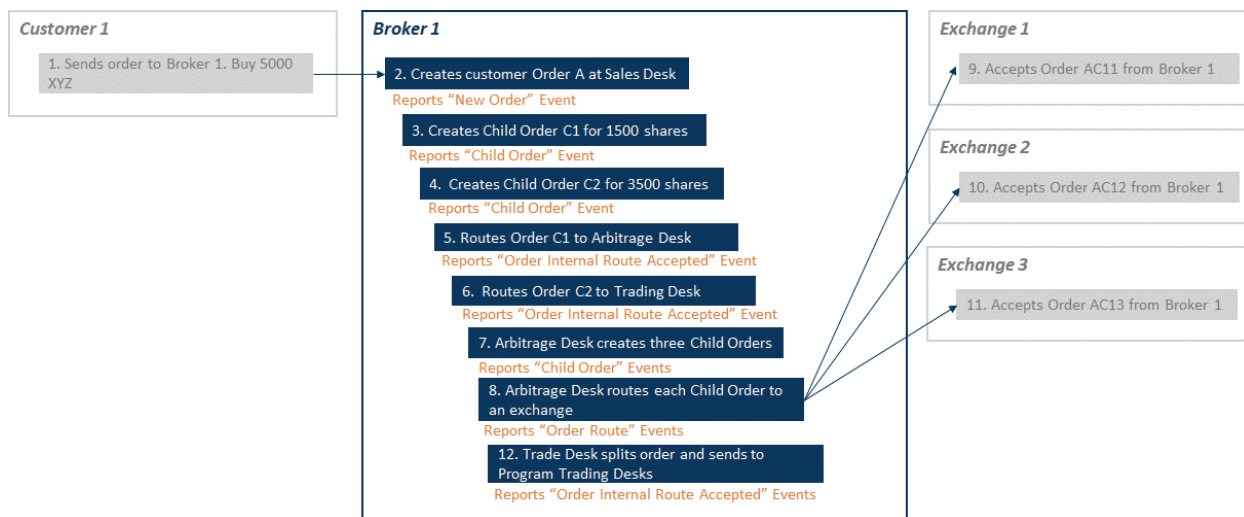 Customer 1
1. Sends order to Broker 1. Buy 5000
XYZ
Broker 1
2. Creates customer Order A at Sales Desk
Reports “New Order” Event
3. Creates Child Order C1 for 1500 shares
Reports “Child Order” Event
4. Creates Child Order C2 for 3500 shares
Reports “Child Order” Event
5. Routes Order C1 to Arbitrage Desk
Reports “Order Internal Route Accepted” Event
6. Routes Order C2 to Trading Desk
Reports “Order Internal Route Accepted” Event
7. Arbitrage Desk creates three Child Orders
Reports “Child Order” Events
8. Arbitrage Desk routes each Child Order to
an exchange
Reports “Order Route” Events
12. Trade Desk splits order and sends to
Program Trading Desks
Reports “Order Internal Route Accepted” Events
Exchange 1
9. Accepts Order AC11 from Broker 1
Exchange 2
10. Accepts Order AC12 from Broker 1
Exchange 3
11. Accepts Order AC13 from Broker 1